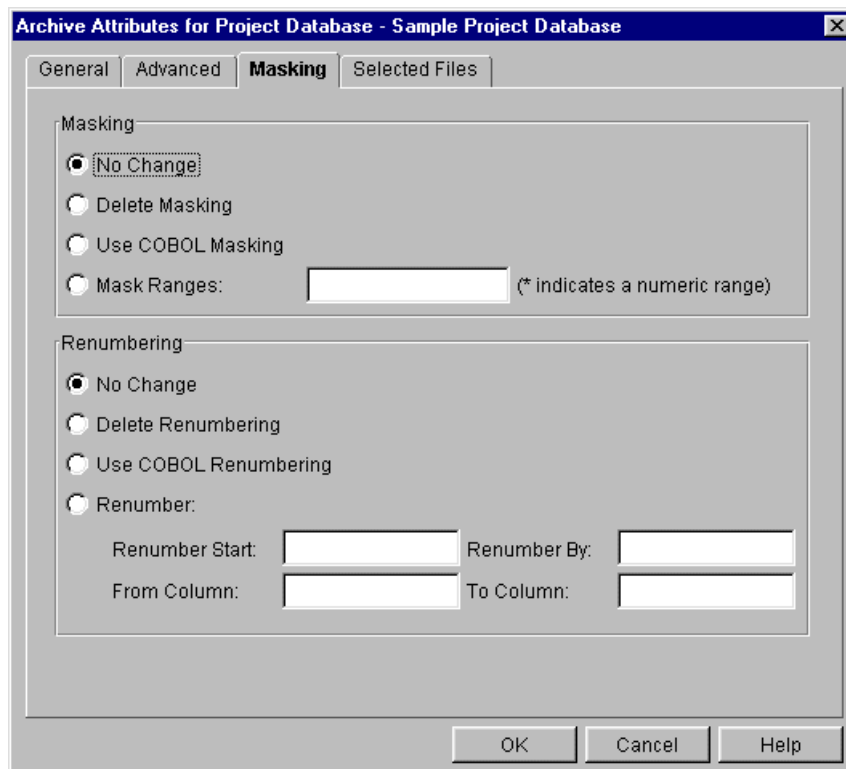 Archive Attributes for Project Database - Sample Project Database
General Advanced Masking Selected Files
Masking
No Change
Delete Masking
Use COBOL Masking
Mask Ranges: (* indicates a numeric range)
Renumbering
No Change
Delete Renumbering
Use COBOL Renumbering
Renumber:
Renumber Start: Renumber By:
From Column: To Column:
OK Cancel Help